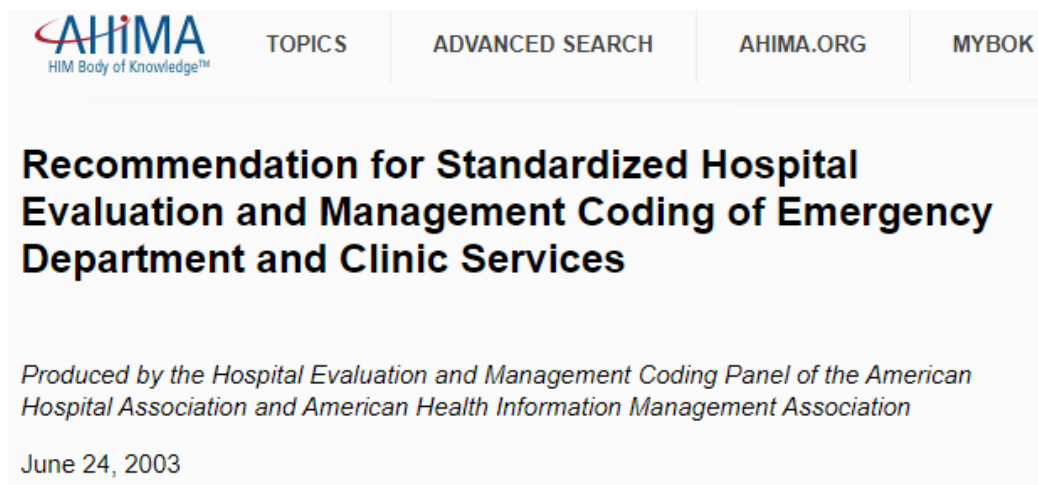 AHiMA
HIM Body of Knowledge™
TOPICS
ADVANCED SEARCH
AHIMA.ORG
MYBOK
Recommendation for Standardized Hospital
Evaluation and Management Coding of Emergency
Department and Clinic Services
Produced by the Hospital Evaluation and Management Coding Panel of the American
Hospital Association and American Health Information Management Association
June 24, 2003